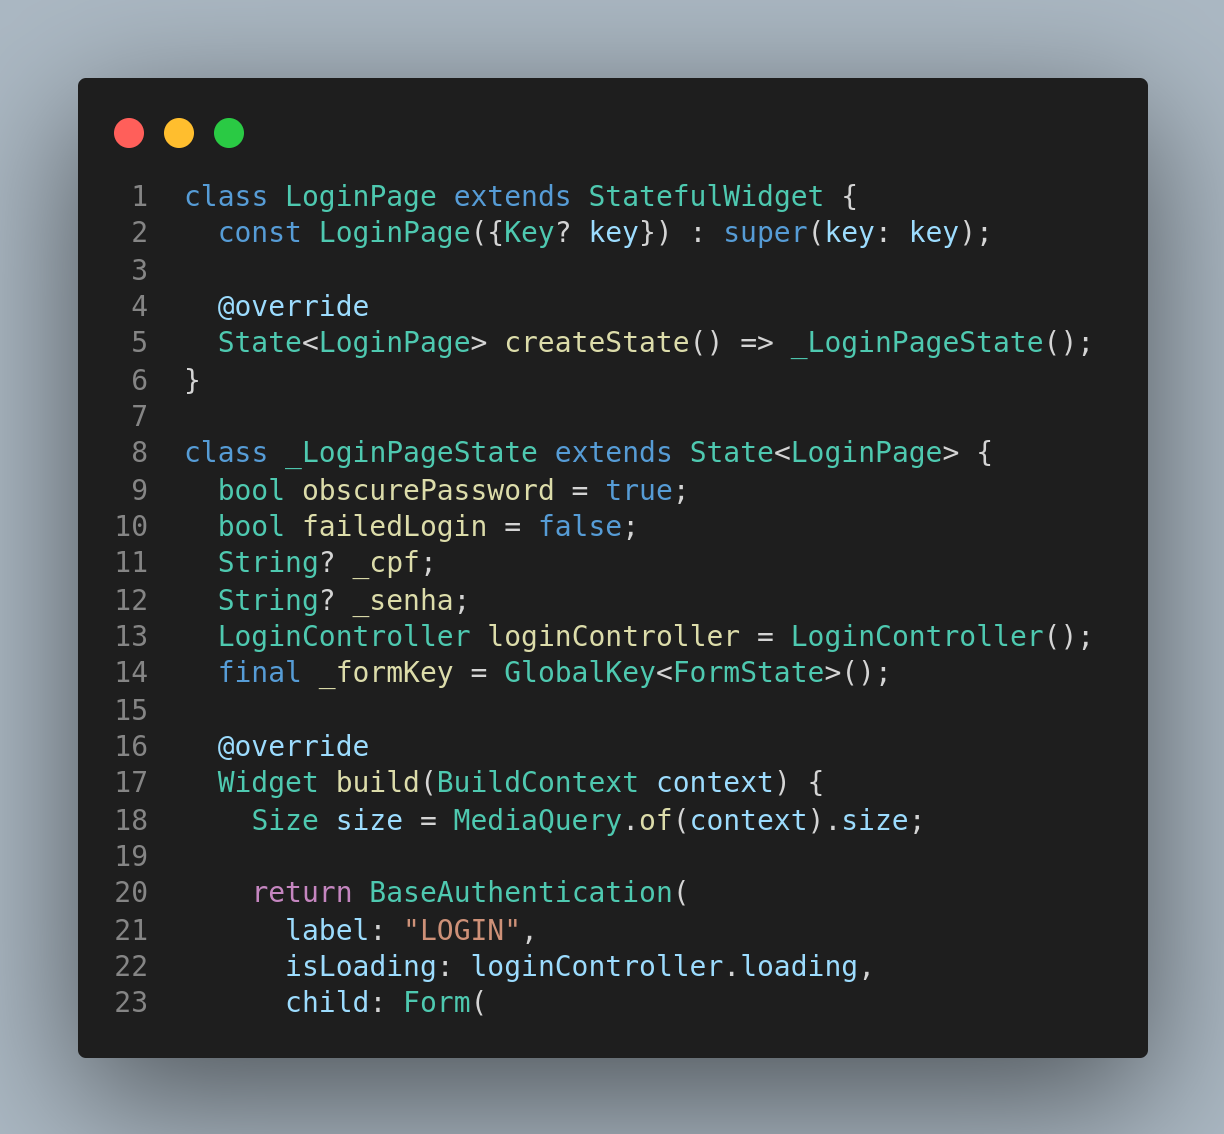 1 class LoginPage extends StatefulWidget {
2   const LoginPage({Key? key}) : super(key: key);
3
4   @override
5   State<LoginPage> createState() => _LoginPageState();
6 }
7
8 class _LoginPageState extends State<LoginPage> {
9   bool obscurePassword = true;
10   bool failedLogin = false;
11   String? _cpf;
12   String? _senha;
13   LoginController loginController = LoginController();
14   final _formKey = GlobalKey<FormState>();
15
16   @override
17   Widget build(BuildContext context) {
18     Size size = MediaQuery.of(context).size;
19
20     return BaseAuthentication(
21       label: "LOGIN",
22       isLoading: loginController.loading,
23       child: Form(